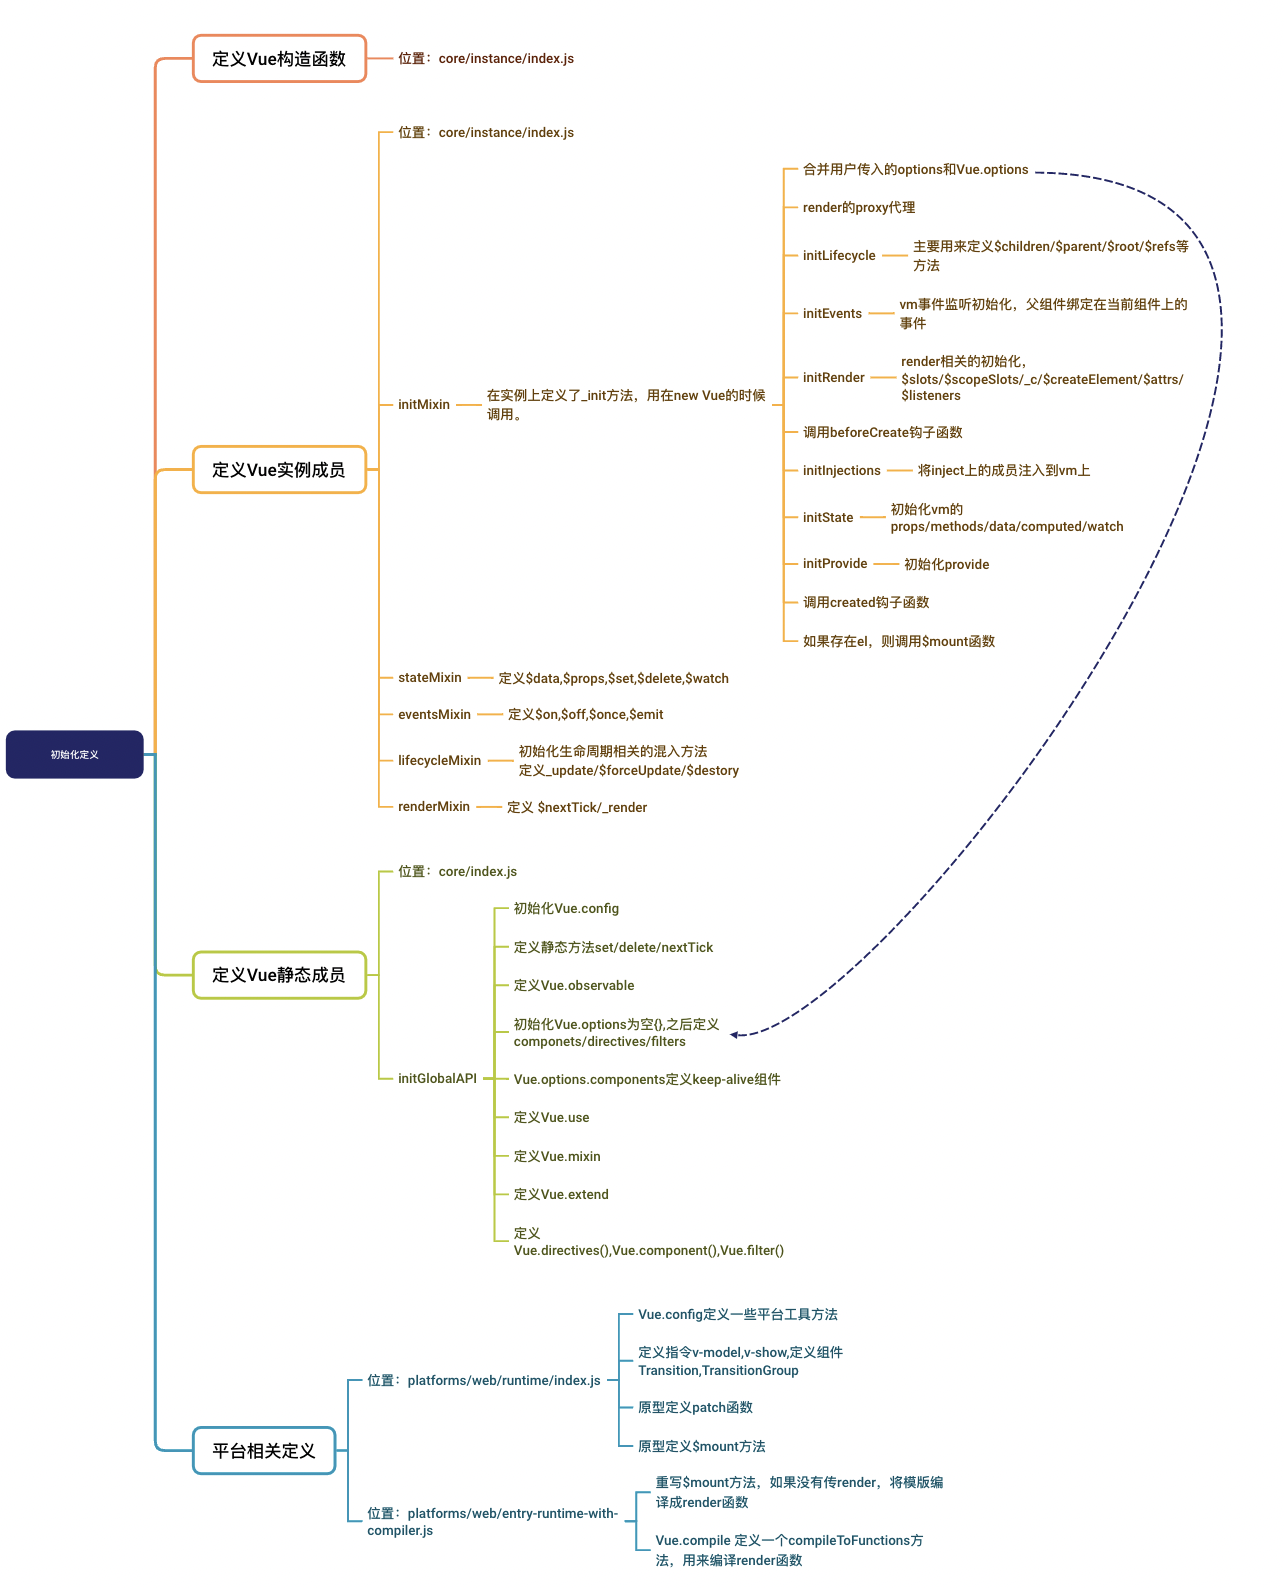 初始化定义
定义Vue构造函数
位置：core/instance/index.js
定义Vue实例成员
位置：core/instance/index.js
initMixin
在实例上定义了_init方法，用在new Vue的时候
调用。
合并用户传入的options和Vue.options
render的proxy代理
initLifecycle
主要用来定义$children/$parent/$root/$refs等
方法
initEvents
vm事件监听初始化，父组件绑定在当前组件上的
事件
initRender
render相关的初始化，
$slots/$scopeSlots/_c/$createElement/$attrs/
$listeners
调用beforeCreate钩子函数
initInjections
将inject上的成员注入到vm上
initState
初始化vm的
props/methods/data/computed/watch
initProvide
初始化provide
调用created钩子函数
如果存在el，则调用$mount函数
stateMixin
定义$data,$props,$set,$delete,$watch
eventsMixin
定义$on,$off,$once,$emit
lifecycleMixin
初始化生命周期相关的混入方法
定义_update/$forceUpdate/$destory
renderMixin
定义 $nextTick/_render
定义Vue静态成员
位置：core/index.js
initGlobalAPI
初始化Vue.config
定义静态方法set/delete/nextTick
定义Vue.observable
初始化Vue.options为空{},之后定义
componets/directives/filters
Vue.options.components定义keep-alive组件
定义Vue.use
定义Vue.mixin
定义Vue.extend
定义
Vue.directives(),Vue.component(),Vue.filter()
平台相关定义
位置：platforms/web/runtime/index.js
Vue.config定义一些平台工具方法
定义指令v-model,v-show,定义组件
Transition,TransitionGroup
原型定义patch函数
原型定义$mount方法
位置：platforms/web/entry-runtime-with-
compiler.js
重写$mount方法，如果没有传render，将模版编
译成render函数
Vue.compile 定义一个compileToFunctions方
法，用来编译render函数